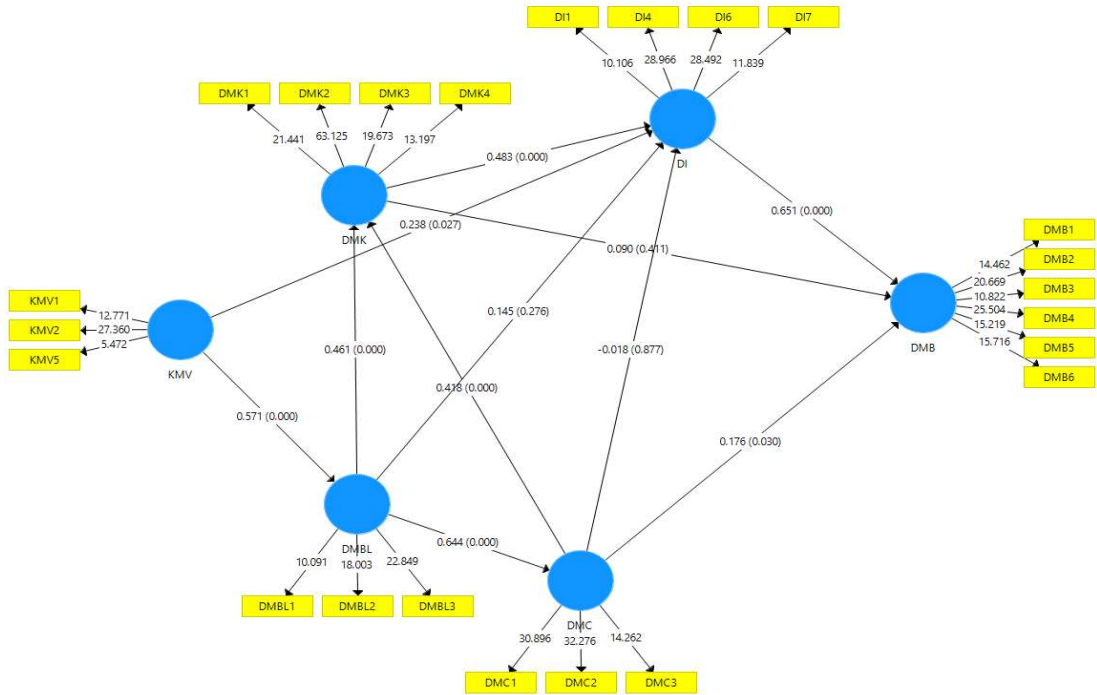 DI1 DI4 DI6 DI7
10.106 28.966 28.492 11.839
DMK1 DMK2 DMK3 DMK4
21.441 63.125 19.673 13.197
DI
0.483 (0.000)
0.651 (0.000)
DMK
0.238 (0.027)
0.090 (0.411)
DMB1
DMB2
DMB3
DMB4
DMB5
DMB6
14.462
20.669
10.822
25.504
15.219
15.716
DMB
KMV1
KMV2
KMV5
12.771
27.360
5.472
KMV
0.145 (0.276)
0.461 (0.000)
-0.018 (0.877)
0.418 (0.000)
0.571 (0.000)
0.176 (0.030)
DMBL
0.644 (0.000)
10.091 18.003 22.849
DMBL1 DMBL2 DMBL3
DMC
30.896 32.276 14.262
DMC1 DMC2 DMC3